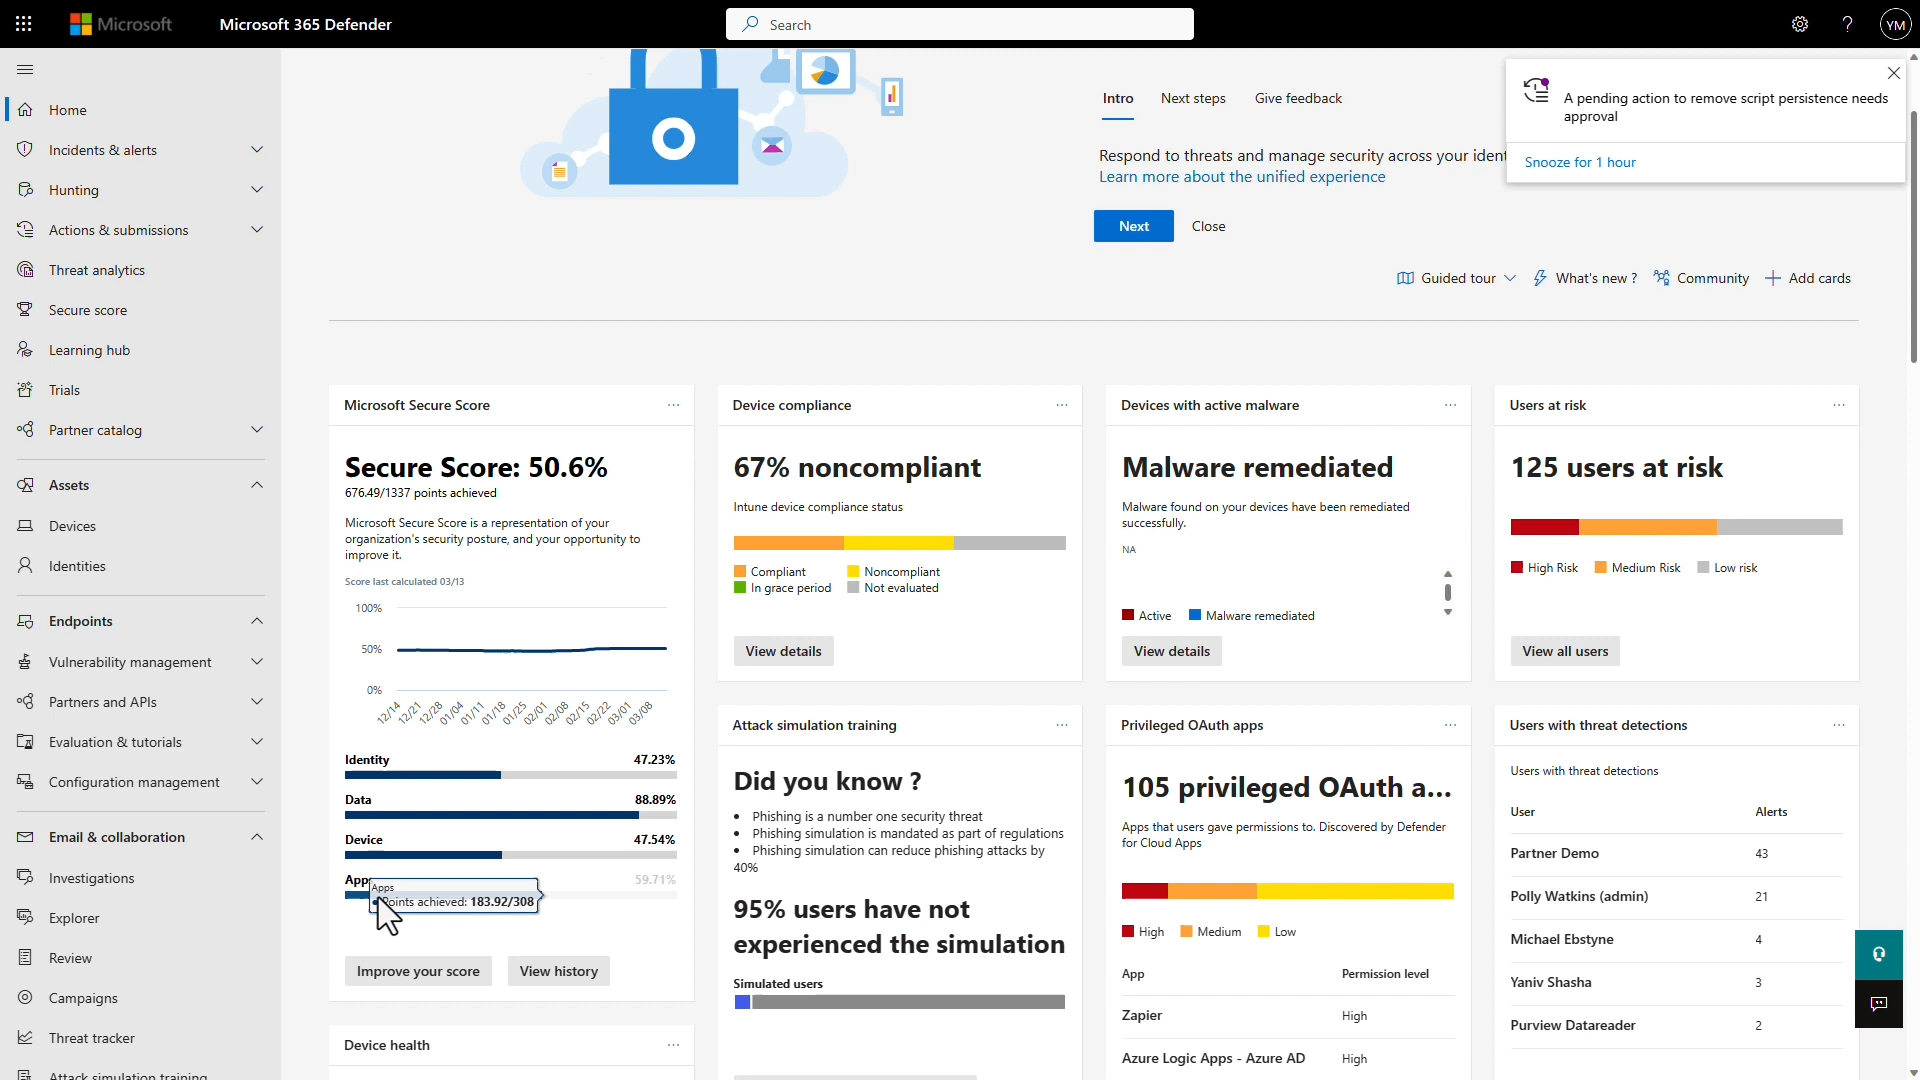 Microsoft
Microsoft 365 Defender
Search
YM
Home
Incidents & alerts
Hunting
Actions & submissions
Threat analytics
Secure score
Learning hub
Trials
Partner catalog
Assets
Devices
Identities
Endpoints
Vulnerability management
Partners and APIs
Evaluation & tutorials
Configuration management
Email & collaboration
Investigations
Explorer
Review
Campaigns
Threat tracker
Attack simulation training
Intro
Next steps
Give feedback
Respond to threats and manage security across your
Learn more about the unified experience
Next
Close
A pending action to remove script persistence needs
approval
Snooze for 1 hour
Guided tour
What's new ?
Community
Add cards
Microsoft Secure Score
Secure Score: 50.6%
676.49/1337 points achieved
Microsoft Secure Score is a representation of your
organization's security posture, and your opportunity to
improve it.
Score last calculated 03/13
100%
50%
0%
12/14 12/21 12/28 01/04 01/11 01/18 01/25 02/01 02/08 02/15 02/22 03/01 03/08
Identity 47.23%
Data 88.89%
Device 47.54%
Apps 59.71%
Apps
Points achieved: 183.92/308
Improve your score
View history
Device health
Device compliance
67% noncompliant
Intune device compliance status
Compliant
Noncompliant
In grace period
Not evaluated
View details
Attack simulation training
Did you know ?
• Phishing is a number one security threat
• Phishing simulation is mandated as part of regulations
• Phishing simulation can reduce phishing attacks by
40%
95% users have not
experienced the simulation
Simulated users
Devices with active malware
Malware remediated
Malware found on your devices have been remediated
successfully.
NA
Active
Malware remediated
View details
Privileged OAuth apps
105 privileged OAuth a...
Apps that users gave permissions to. Discovered by Defender
for Cloud Apps
High
Medium
Low
App Permission level
Zapier High
Azure Logic Apps - Azure AD High
Users at risk
125 users at risk
High Risk
Medium Risk
Low risk
View all users
Users with threat detections
Users with threat detections
User Alerts
Partner Demo 43
Polly Watkins (admin) 21
Michael Ebstyne 4
Yaniv Shasha 3
Purview Datareader 2